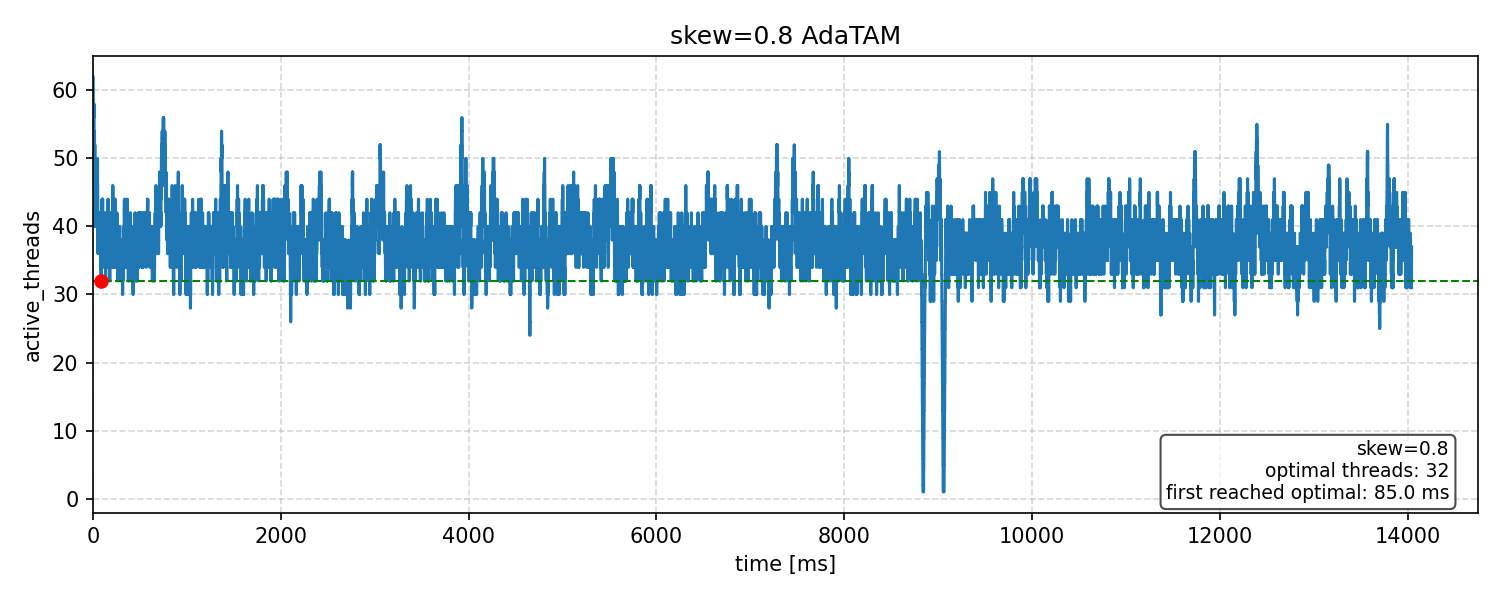 skew=0.8 AdaTAM
active_threads
60
50
40
30
20
10
0
skew=0.8
optimal threads: 32
first reached optimal: 85.0 ms
0
2000
4000
6000
8000
10000
12000
14000
time [ms]